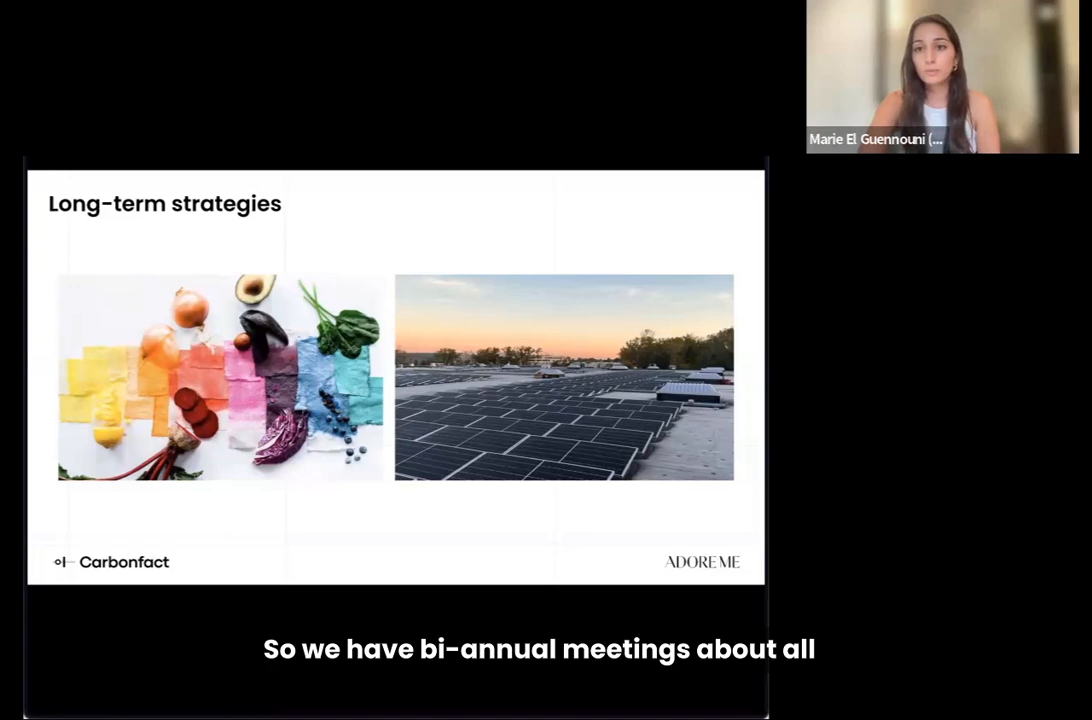 Marie El Guennouni (...
Long-term strategies
Carbonfact
ADORE ME
So we have bi-annual meetings about all